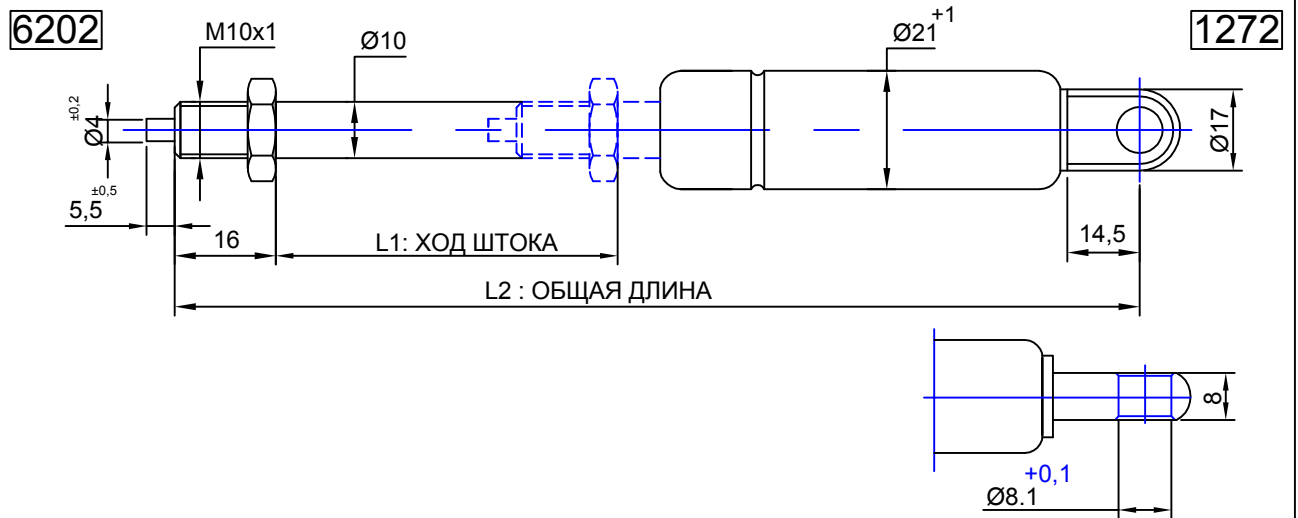 6202
M10x1
Ø10
Ø21 +1
1272
Ø4 ±0,2
Ø17
5,5 ±0,5
16
L1: ХОД ШТОКА
14,5
L2 : ОБЩАЯ ДЛИНА
8
+0,1
Ø8.1